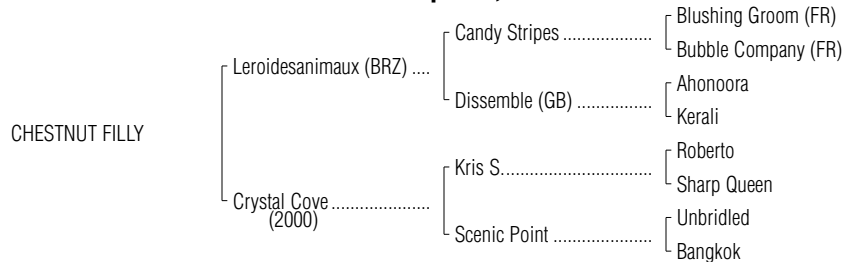 Blushing Groom (FR)
Candy Stripes ....................
Bubble Company (FR)
Leroidesanimaux (BRZ) ....
Ahonoora
Dissemble (GB) .................
Kerali
CHESTNUT FILLY
Roberto
Kris S.................................
Sharp Queen
Crystal Cove .....................
(2000)
Unbridled
Scenic Point ......................
Bangkok